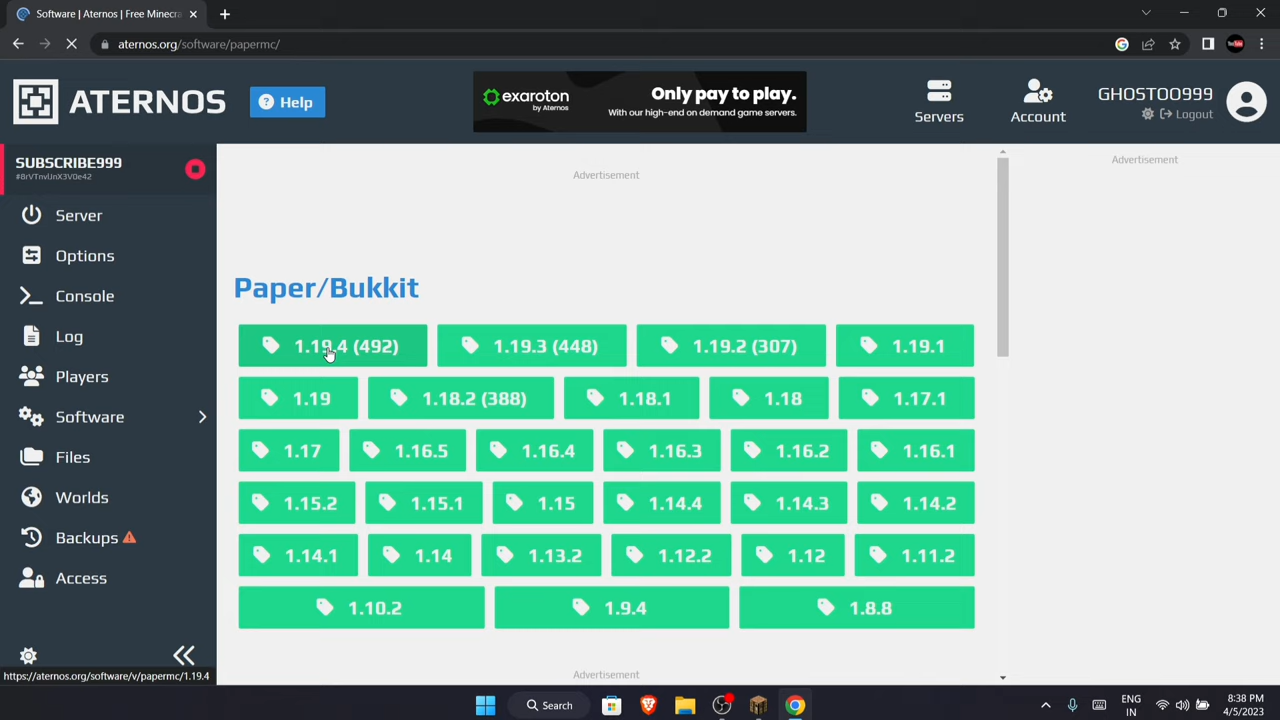 Software | Aternos | Free Minecra
aternos.org/software/papermc/
ATERNOS
Help
exaroton
by Aternos
Only pay to play.
With our high-end on demand game servers.
Servers
Account
GHOSTOO999
Logout
SUBSCRIBE999
Server
Options
Console
Log
Players
Software
Files
Worlds
Backups
Access
Advertisement
Advertisement
Paper/Bukkit
1.19.4 (492)
1.19.3 (448)
1.19.2 (307)
1.19.1
1.19
1.18.2 (388)
1.18.1
1.18
1.17.1
1.17
1.16.5
1.16.4
1.16.3
1.16.2
1.16.1
1.15.2
1.15.1
1.15
1.14.4
1.14.3
1.14.2
1.14.1
1.14
1.13.2
1.12.2
1.12
1.11.2
1.10.2
1.9.4
1.8.8
Advertisement
https://aternos.org/software/v/papermc/1.19.4
Search
ENG
IN
8:38 PM
4/5/2023